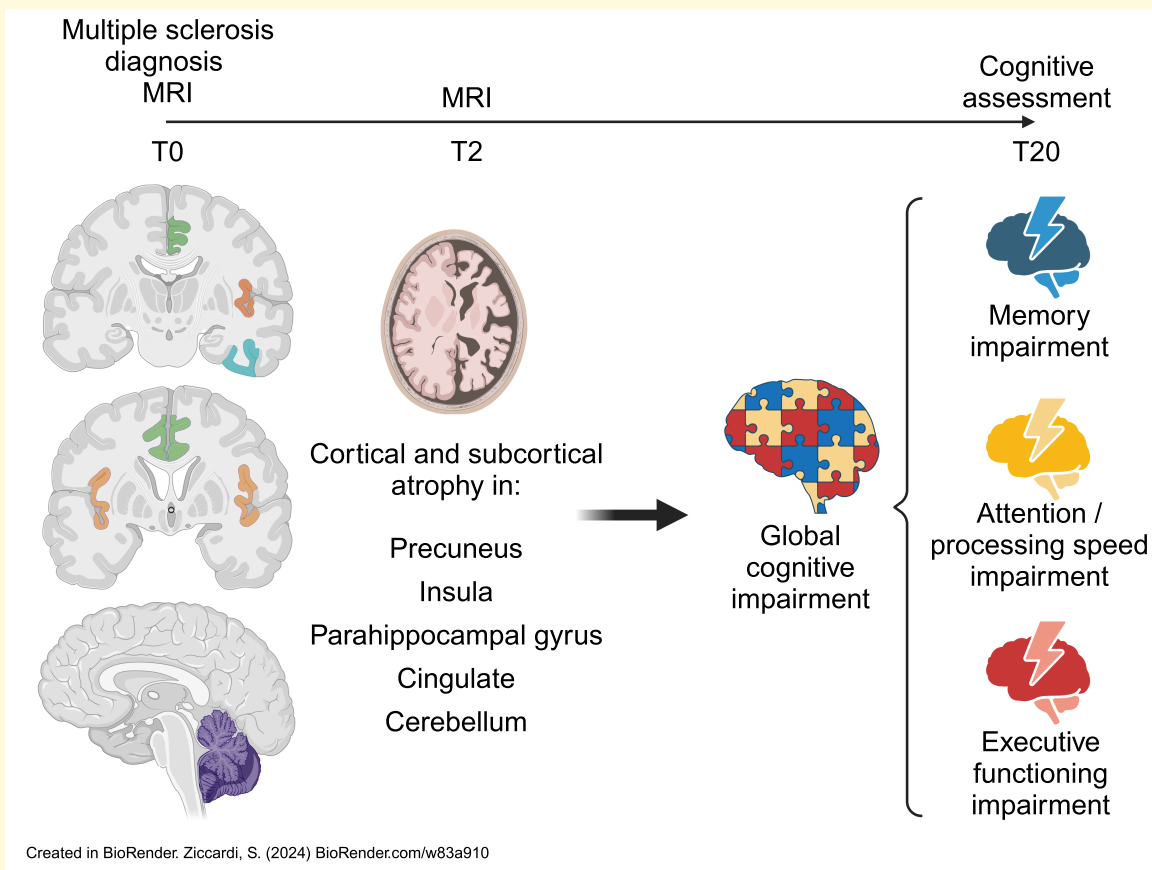 Multiple sclerosis
diagnosis
MRI
MRI
Cognitive
assessment
T0
T2
T20
Cortical and subcortical
atrophy in:
Precuneus
Insula
Parahippocampal gyrus
Cingulate
Cerebellum
Global
cognitive
impairment
Memory
impairment
Attention /
processing speed
impairment
Executive
functioning
impairment
Created in BioRender. Ziccardi, S. (2024) BioRender.com/w83a910